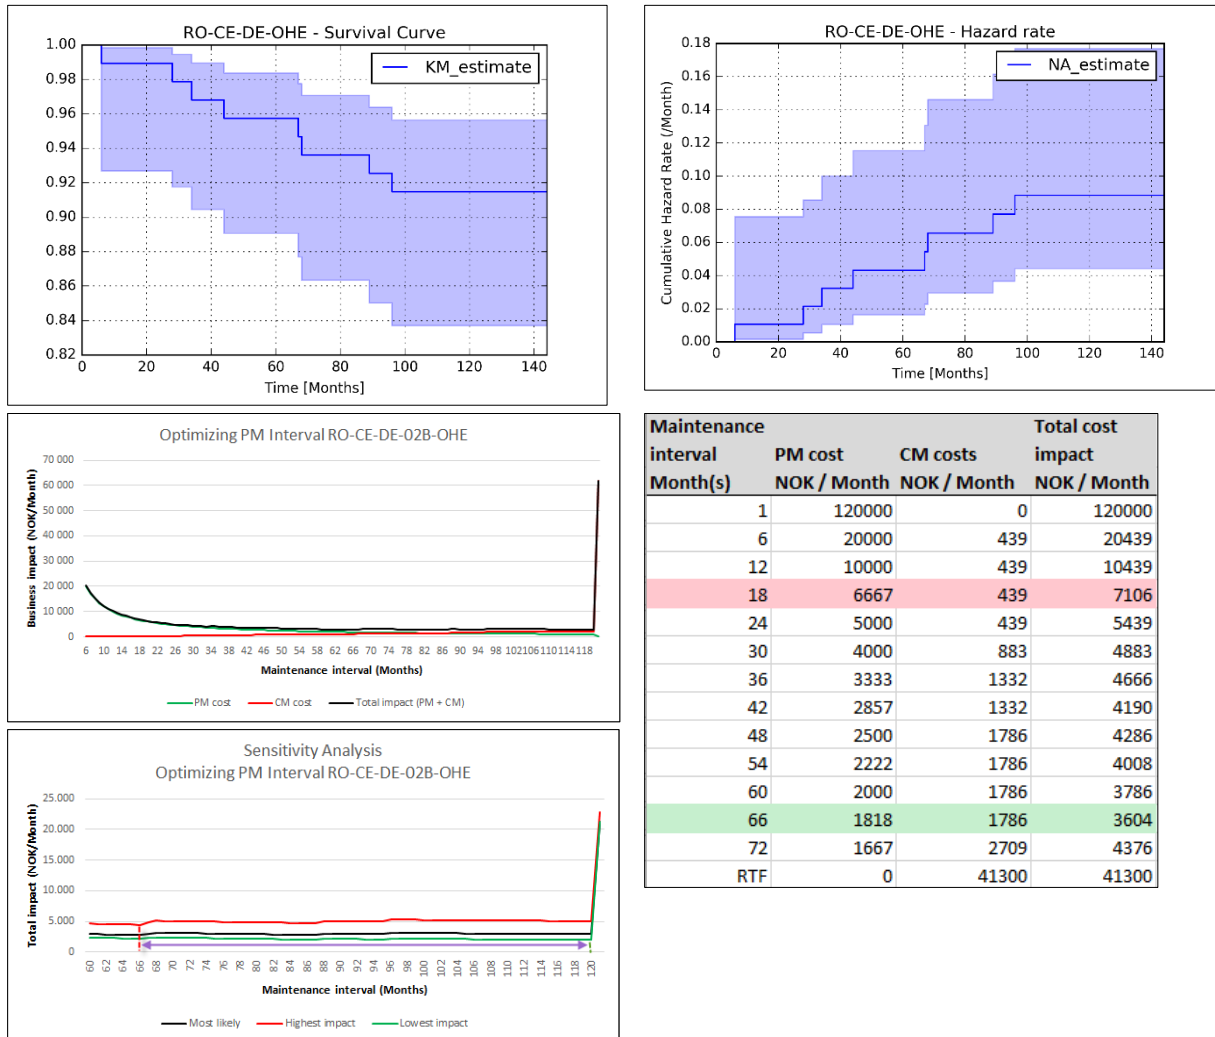 RO-CE-DE-OHE - Survival Curve
KM_estimate
1.00
0.98
0.96
0.94
0.92
0.90
0.88
0.86
0.84
0.82
0 20 40 60 80 100 120 140
Time [Months]
RO-CE-DE-OHE - Hazard rate
NA_estimate
Cumulative Hazard Rate (/Month)
0.18
0.16
0.14
0.12
0.10
0.08
0.06
0.04
0.02
0.00
0 20 40 60 80 100 120 140
Time [Months]
Optimizing PM Interval RO-CE-DE-02B-OHE
Business impact (NOK/Month)
70 000
60 000
50 000
40 000
30 000
20 000
10 000
0
6 10 14 18 22 26 30 34 38 42 46 50 54 58 62 66 70 74 78 82 86 90 94 98 102 106 110 114 118
Maintenance interval (Months)
PM cost CM cost Total impact (PM + CM)
Sensitivity Analysis
Optimizing PM Interval RO-CE-DE-02B-OHE
Total impact (NOK/Month)
25.000
20.000
15.000
10.000
5.000
0
60 62 64 66 68 70 72 74 76 78 80 82 84 86 88 90 92 94 96 98 100 102 104 106 108 110 112 114 116 118 120
Maintenance interval (Months)
Most likely Highest impact Lowest impact
Maintenance Total cost
interval PM cost CM costs impact
Month(s) NOK / Month NOK / Month NOK / Month
1 120000 0 120000
6 20000 439 20439
12 10000 439 10439
18 6667 439 7106
24 5000 439 5439
30 4000 883 4883
36 3333 1332 4666
42 2857 1332 4190
48 2500 1786 4286
54 2222 1786 4008
60 2000 1786 3786
66 1818 1786 3604
72 1667 2709 4376
RTF 0 41300 41300